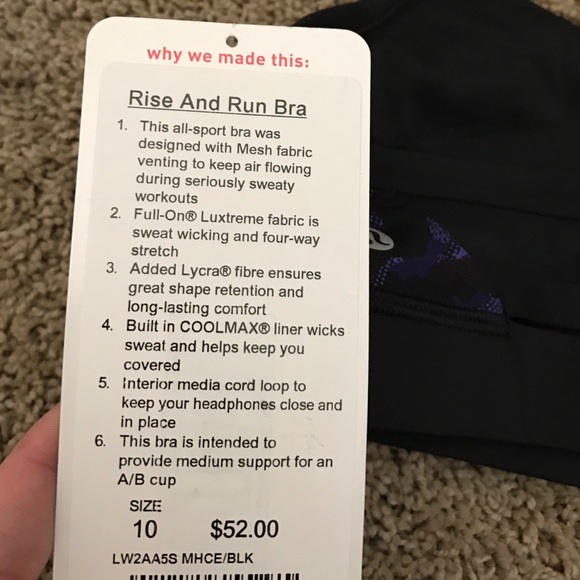 why we made this:
Rise And Run Bra
1. This all-sport bra was
designed with Mesh fabric
venting to keep air flowing
during seriously sweaty
workouts
2. Full-On® Luxtreme fabric is
sweat wicking and four-way
stretch
3. Added Lycra® fibre ensures
great shape retention and
long-lasting comfort
4. Built in COOLMAX® liner wicks
sweat and helps keep you
covered
5. Interior media cord loop to
keep your headphones close and
in place
6. This bra is intended to
provide medium support for an
A/B cup
SIZE
10 $52.00
LW2AA5S MHCE/BLK